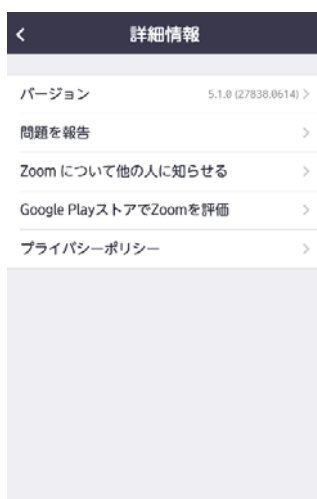 詳細情報
バージョン 5.1.0 (27838.0614)
問題を報告
Zoom について他の人に知らせる
Google PlayストアでZoomを評価
プライバシーポリシー